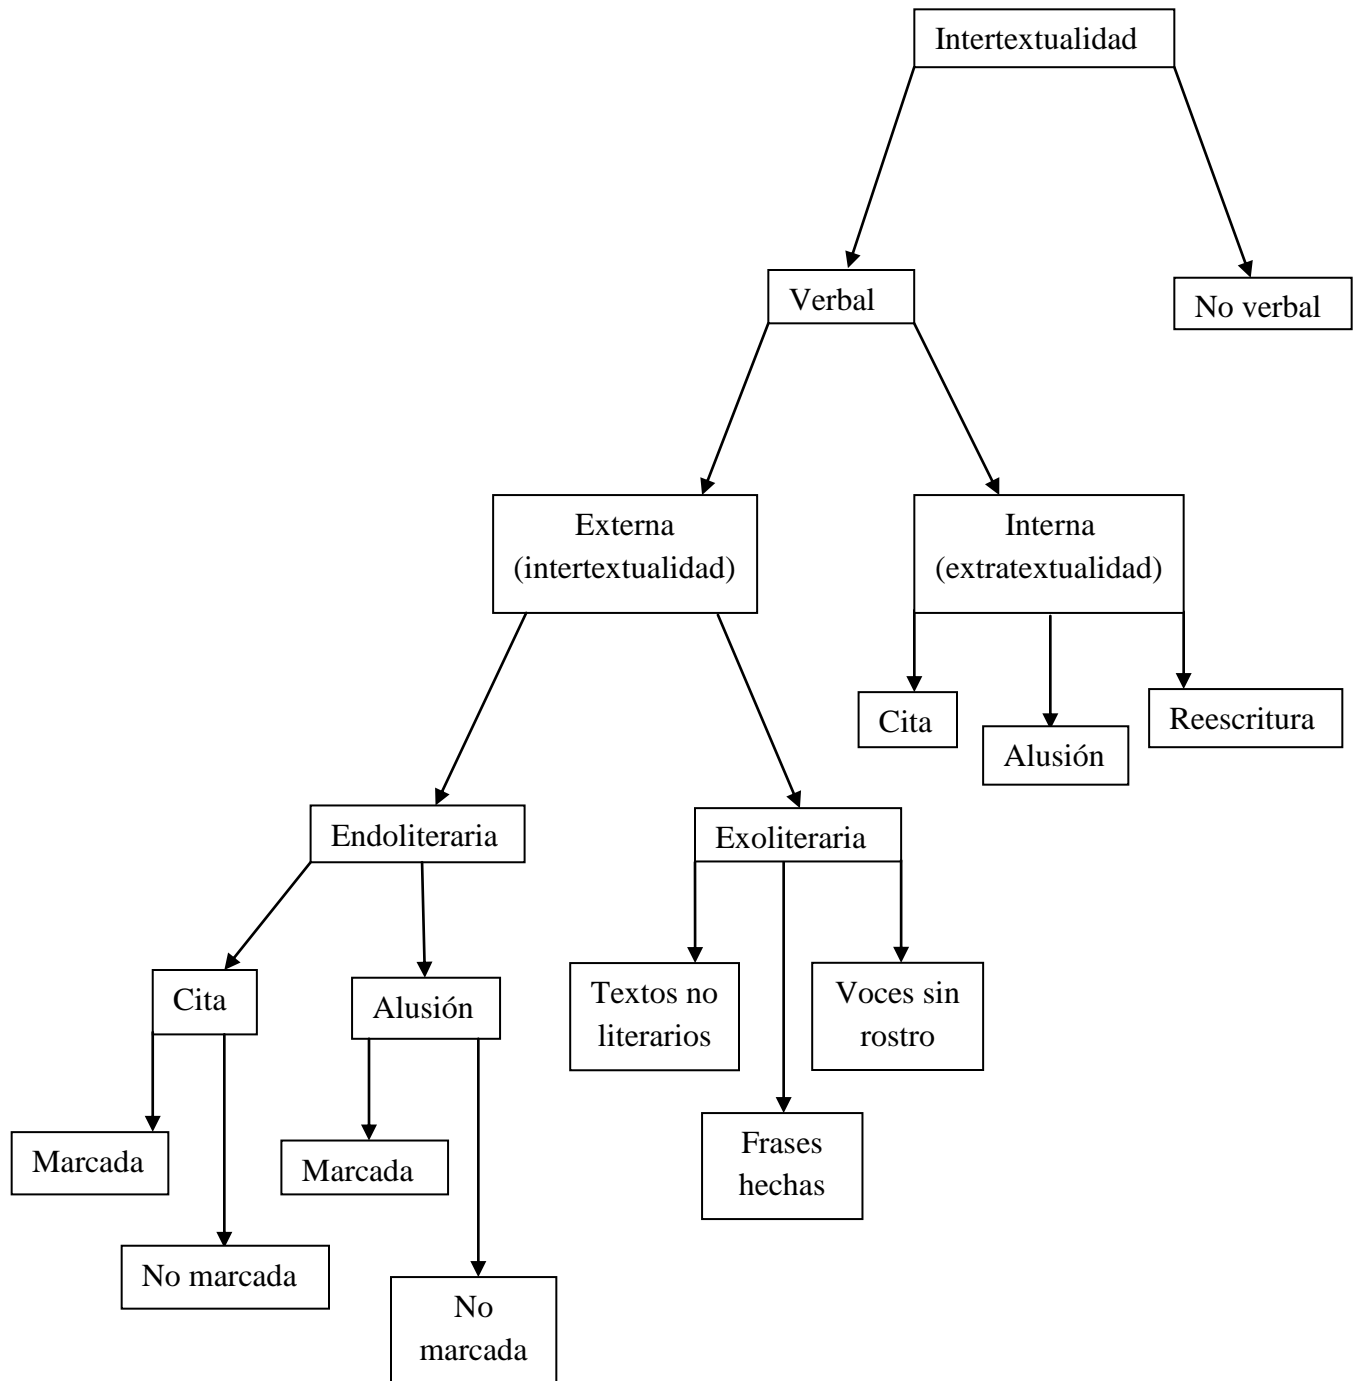 Intertextualidad
Verbal
No verbal
Externa
(intertextualidad)
Interna
(extratextualidad)
Cita
Alusión
Reescritura
Endoliteraria
Exoliteraria
Cita
Alusión
Textos no
literarios
Voces sin
rostro
Marcada
Marcada
Frases
hechas
No marcada
No
marcada